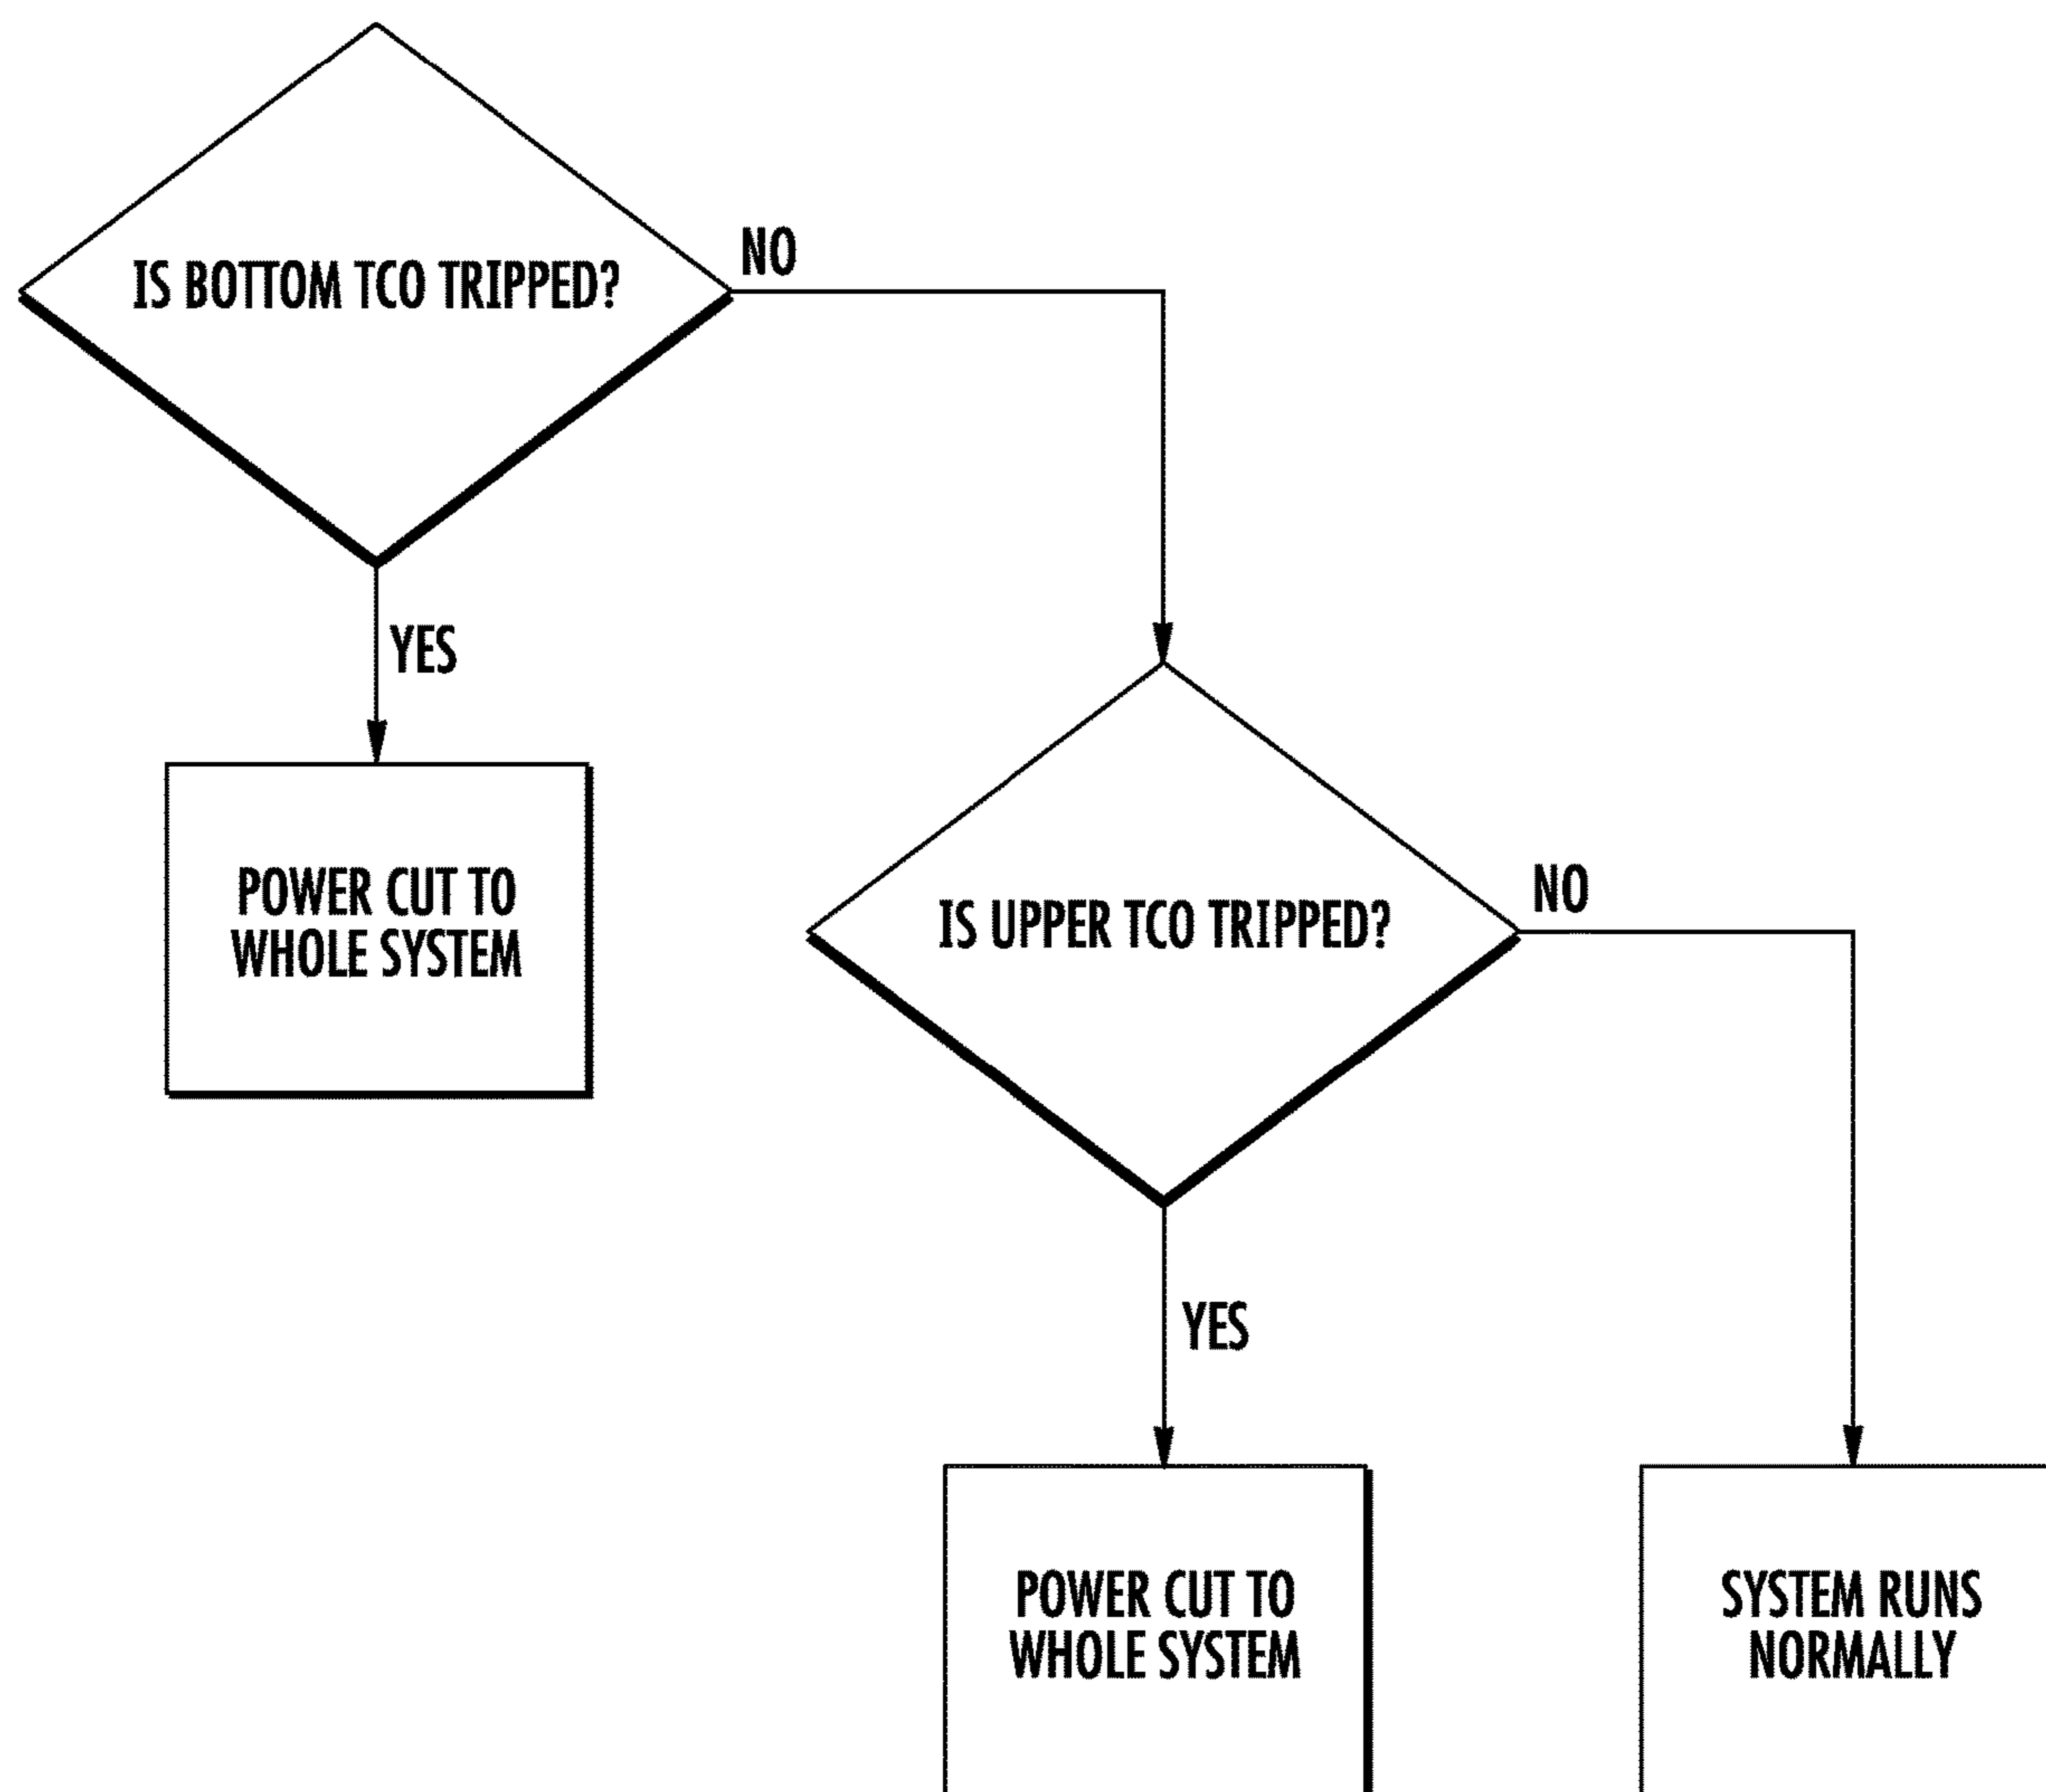 IS BOTTOM TCO TRIPPED?
NO
YES
POWER CUT TO
WHOLE SYSTEM
IS UPPER TCO TRIPPED?
NO
YES
POWER CUT TO
WHOLE SYSTEM
SYSTEM RUNS
NORMALLY